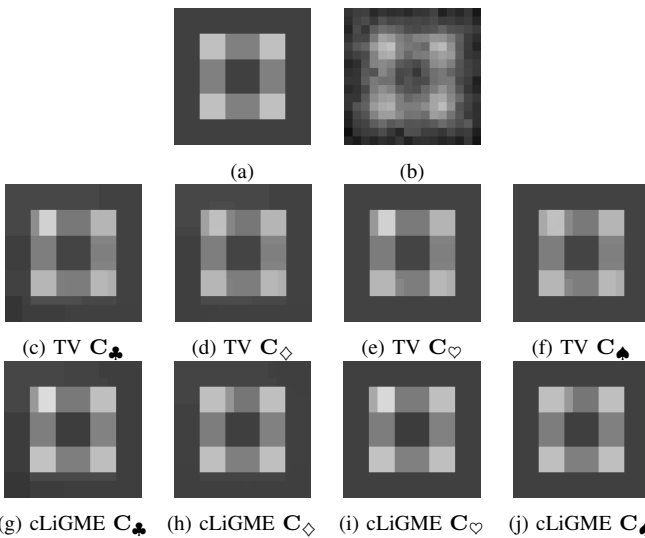 (a) (b)
(c) TV C♣ (d) TV C♢ (e) TV C♡ (f) TV C♠
(g) cLiGME C♣ (h) cLiGME C♢ (i) cLiGME C♡ (j) cLiGME C♠